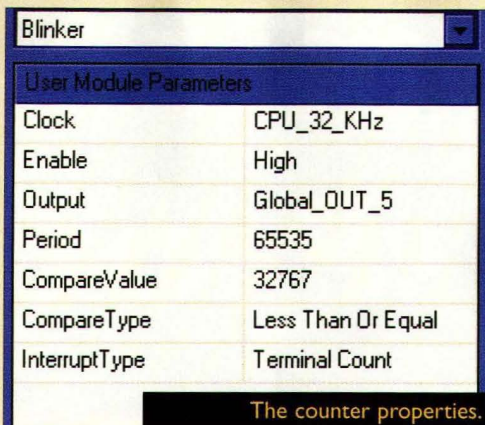 Blinker
User Module Parameters
Clock CPU_32_KHz
Enable High
Output Global_OUT_5
Period 65535
CompareValue 32767
CompareType Less Than Or Equal
InterruptType Terminal Count
The counter properties.